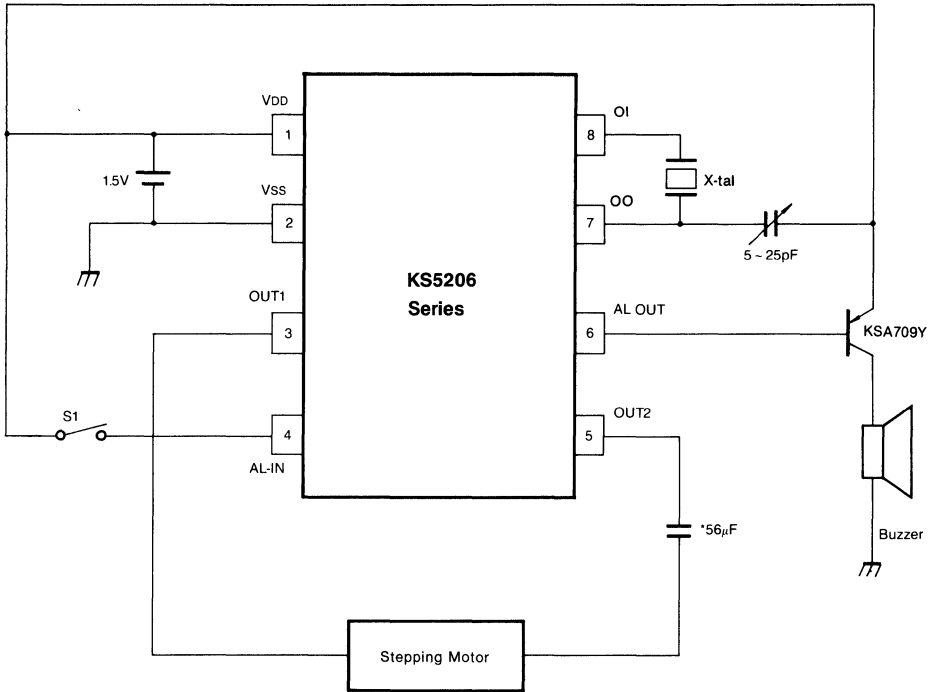 VDD
1
1.5V
VSS
2
OUT1
3
S1
4
AL-IN
KS5206
Series
OI
8
X-tal
OO
7
5 ~ 25pF
AL OUT
6
KSA709Y
OUT2
5
*56μF
Buzzer
Stepping Motor